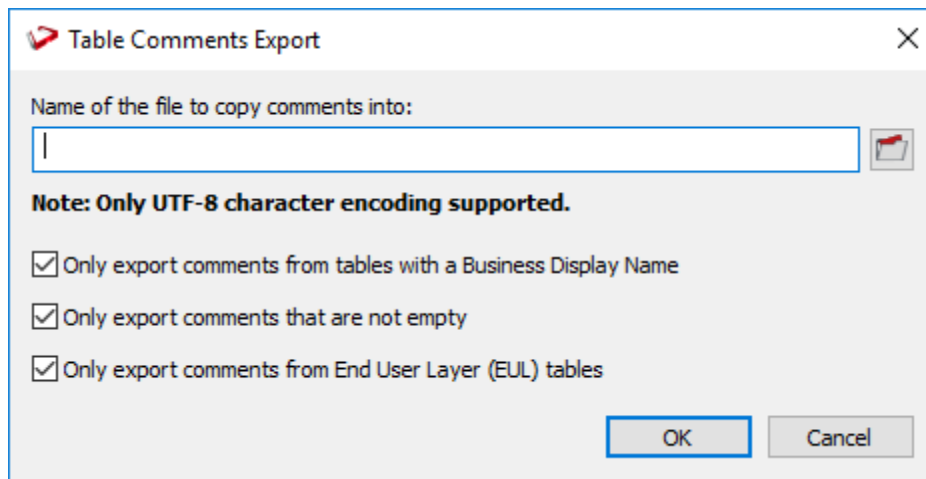 Table Comments Export
Name of the file to copy comments into:
Note: Only UTF-8 character encoding supported.
Only export comments from tables with a Business Display Name
Only export comments that are not empty
Only export comments from End User Layer (EUL) tables
OK Cancel